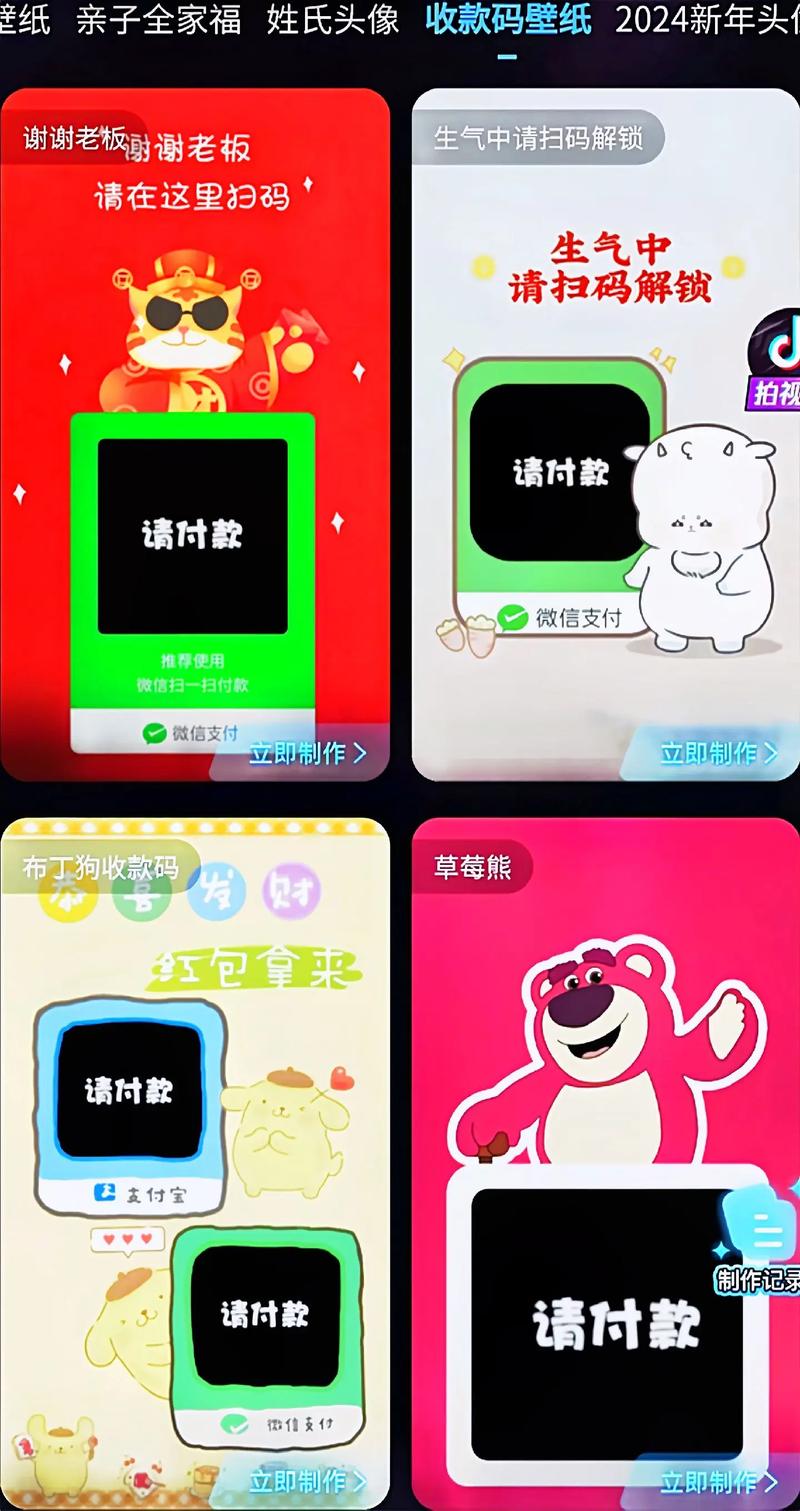 壁纸 亲子全家福 姓氏头像 收款码壁纸 2024新年头像
谢谢老板
谢谢老板
请在这里扫码
请付款
推荐使用
微信扫一扫付款
微信支付
立即制作
生气中请扫码解锁
生气中
请扫码解锁
请付款
微信支付
拍视
立即制作
布丁狗收款码
恭喜发财
红包拿来
请付款
支付宝
请付款
微信支付
立即制作
草莓熊
请付款
制作记录
立即制作